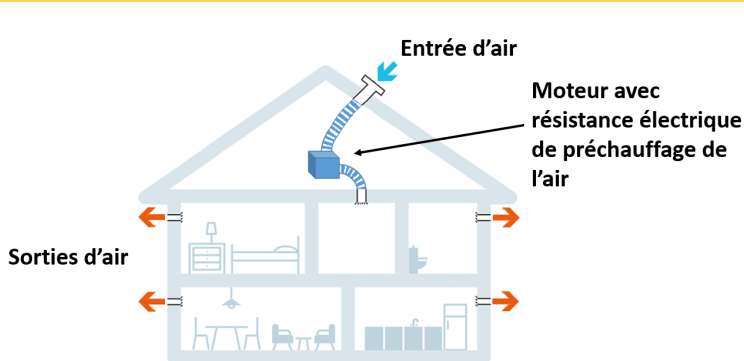 Entrée d’air
Moteur avec
résistance électrique
de préchauffage de
l’air
Sorties d’air